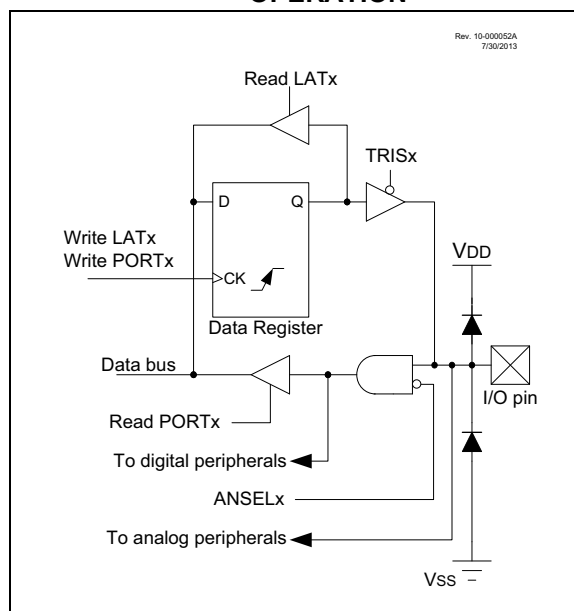 OPERATION
Rev. 10-000052A
7/30/2013
Read LATx
TRISx
D
Q
Write LATx
Write PORTx
CK
VDD
Data Register
Data bus
I/O pin
Read PORTx
To digital peripherals
ANSELx
To analog peripherals
Vss